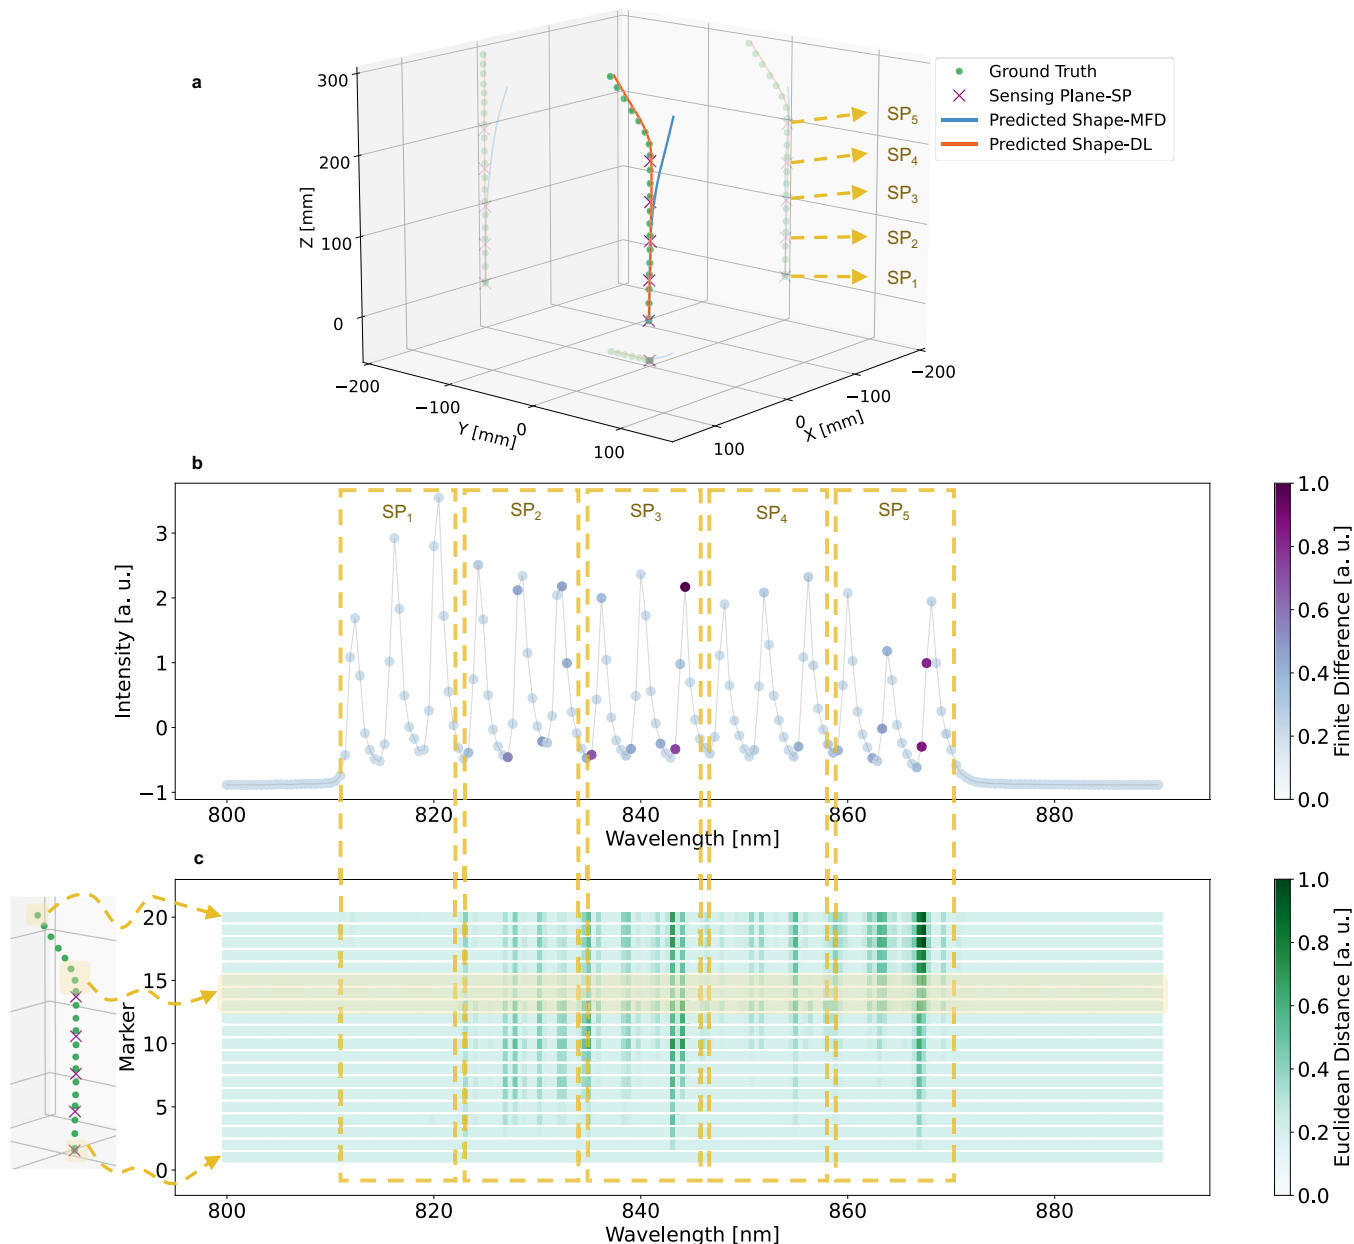 a
300
200
100
0
Z [mm]
−200
−100
0
100
Y [mm]
100
0
−100
−200
X [mm]
SP5
SP4
SP3
SP2
SP1
Ground Truth
Sensing Plane-SP
Predicted Shape-MFD
Predicted Shape-DL
b
SP1
SP2
SP3
SP4
SP5
3
2
1
0
−1
Intensity [a. u.]
800
820
840
860
880
Wavelength [nm]
1.0
0.8
0.6
0.4
0.2
0.0
Finite Difference [a. u.]
c
20
15
10
5
0
Marker
800
820
840
860
880
Wavelength [nm]
1.0
0.8
0.6
0.4
0.2
0.0
Euclidean Distance [a. u.]